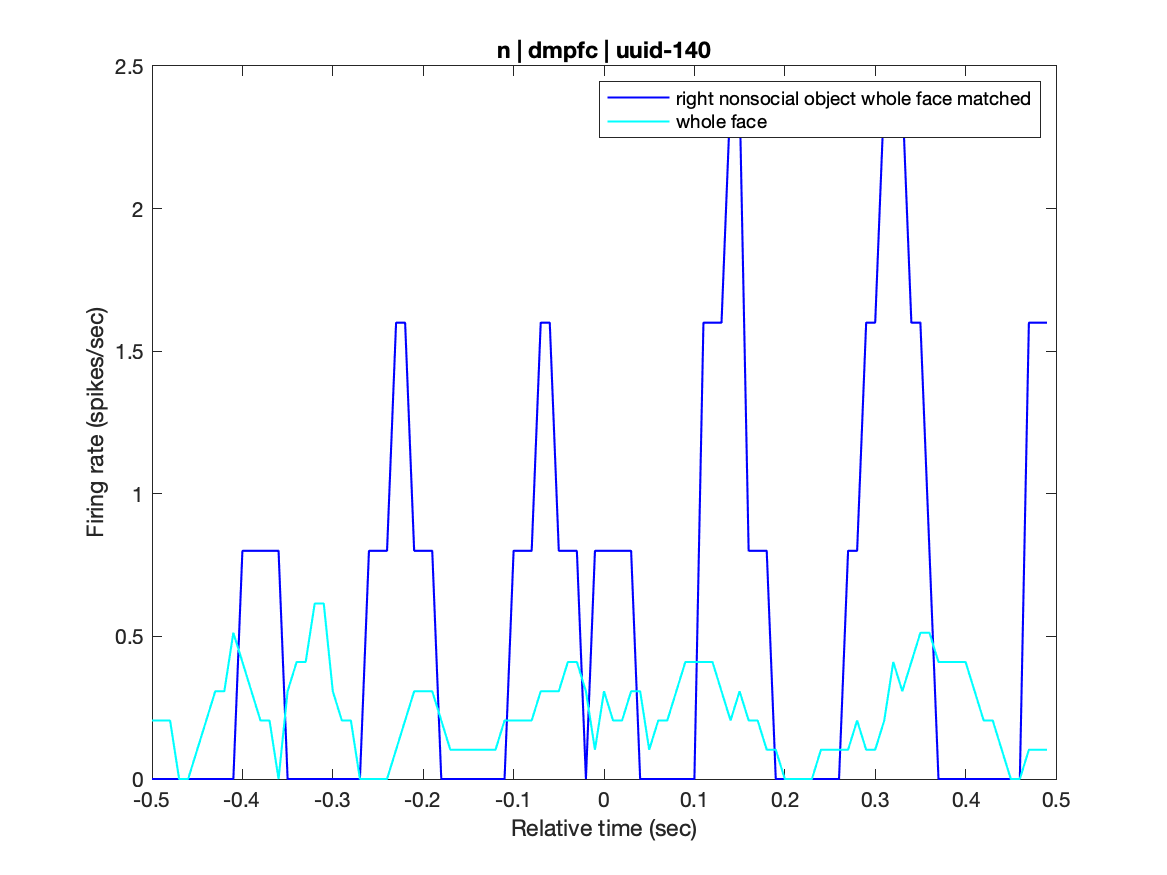 n | dmpfc | uuid-140
right nonsocial object whole face matched
whole face
2.5
2
1.5
1
0.5
0
Firing rate (spikes/sec)
-0.5 -0.4 -0.3 -0.2 -0.1 0 0.1 0.2 0.3 0.4 0.5
Relative time (sec)